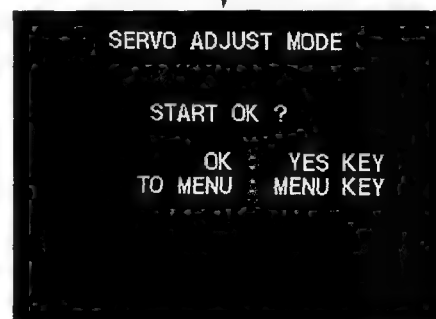 SERVO ADJUST MODE
START OK ?
OK : YES KEY
TO MENU : MENU KEY